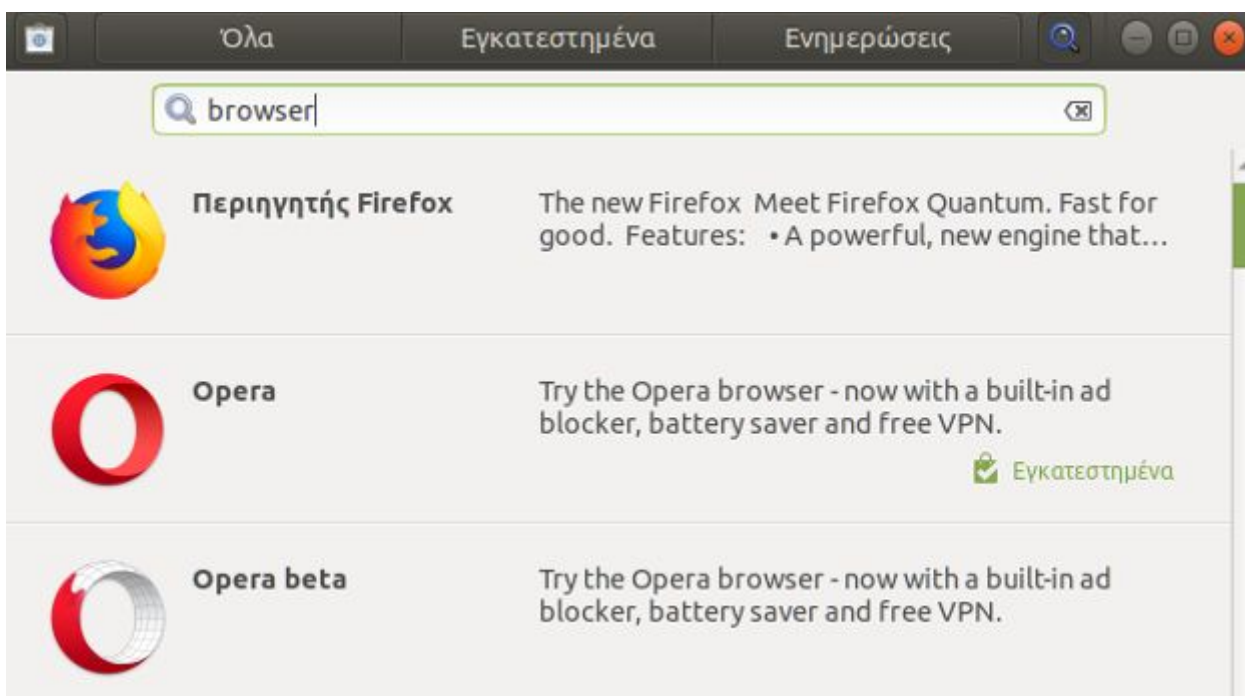 Όλα Εγκατεστημένα Ενημερώσεις
browser
Περιηγητής Firefox
The new Firefox Meet Firefox Quantum. Fast for
good. Features: • A powerful, new engine that…
Opera
Try the Opera browser - now with a built-in ad
blocker, battery saver and free VPN.
Εγκατεστημένα
Opera beta
Try the Opera browser - now with a built-in ad
blocker, battery saver and free VPN.